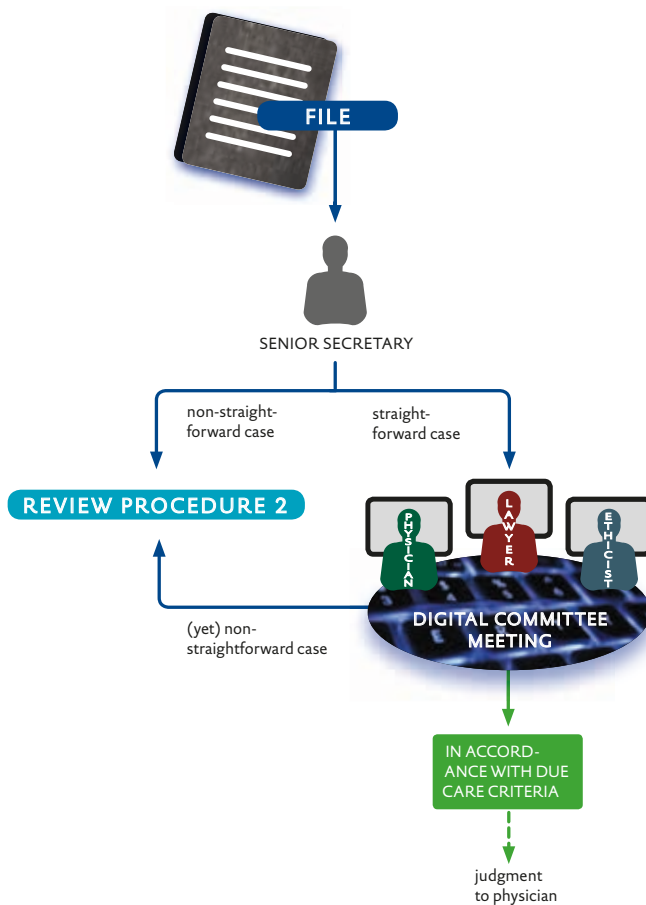 FILE
SENIOR SECRETARY
non-straight-
forward case
straight-
forward case
REVIEW PROCEDURE 2
PHYSICIAN
LAWYER
ETHICIST
DIGITAL COMMITTEE
MEETING
(yet) non-
straightforward case
IN ACCORD-
ANCE WITH DUE
CARE CRITERIA
judgment
to physician